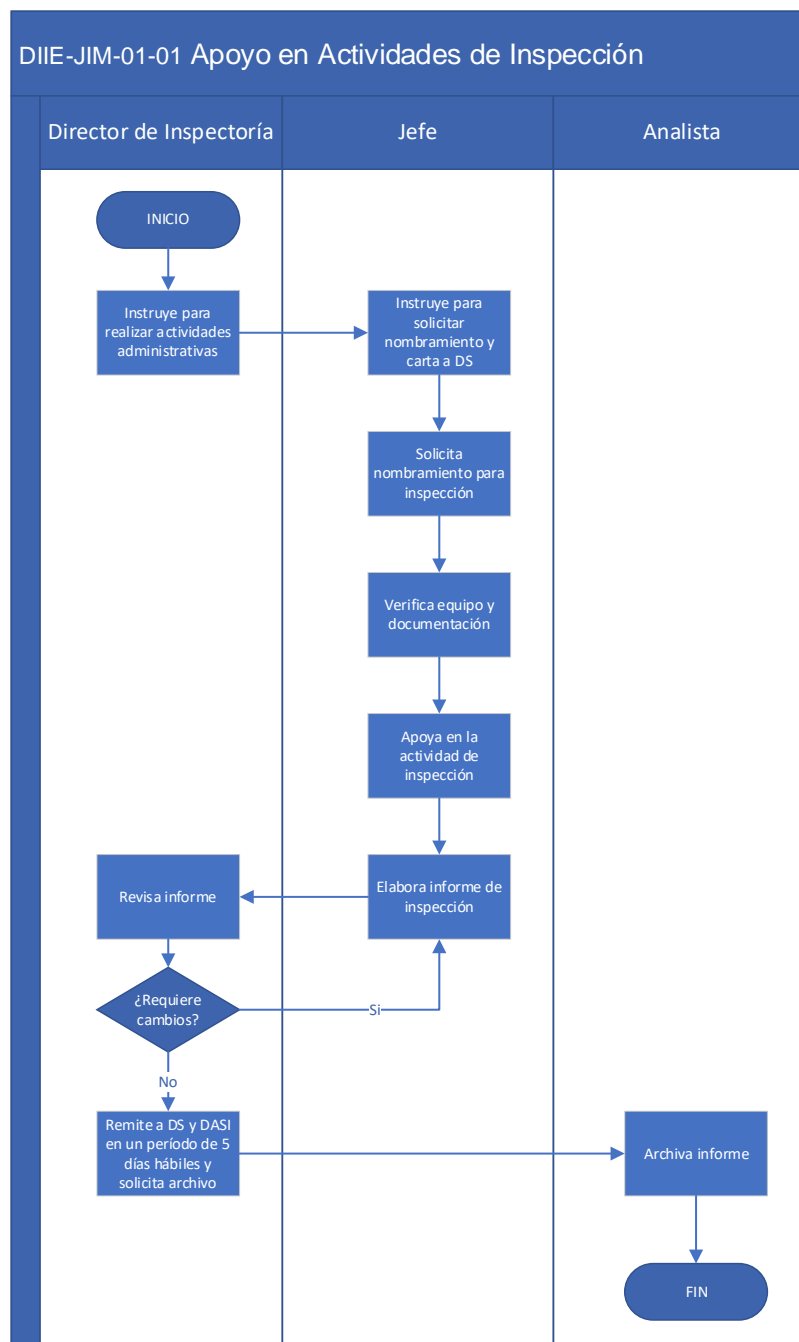 DIIE-JIM-01-01 Apoyo en Actividades de Inspección
Director de Inspectoría
Jefe
Analista
INICIO
Instruye para
realizar actividades
administrativas
Instruye para
solicitar
nombramiento y
carta a DS
Solicita
nombramiento para
inspección
Verifica equipo y
documentación
Apoya en la
actividad de
inspección
Elabora informe de
inspección
Revisa informe
¿Requiere
cambios?
Si
No
Remite a DS y DASI
en un período de 5
días hábiles y
solicita archivo
Archiva informe
FIN